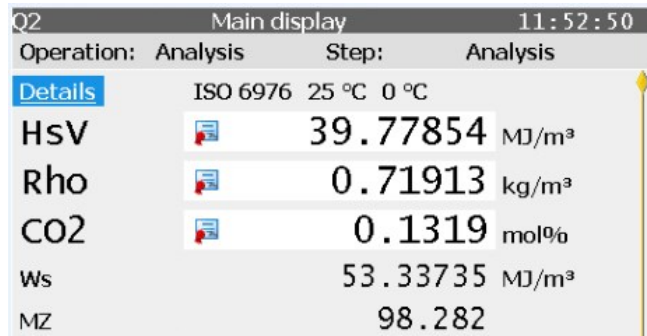 Q2 Main display 11:52:50
Operation: Analysis Step: Analysis
Details ISO 6976 25 °C 0 °C
HsV 39.77854 MJ/m³
Rho 0.71913 kg/m³
CO2 0.1319 mol%
Ws 53.33735 MJ/m³
MZ 98.282